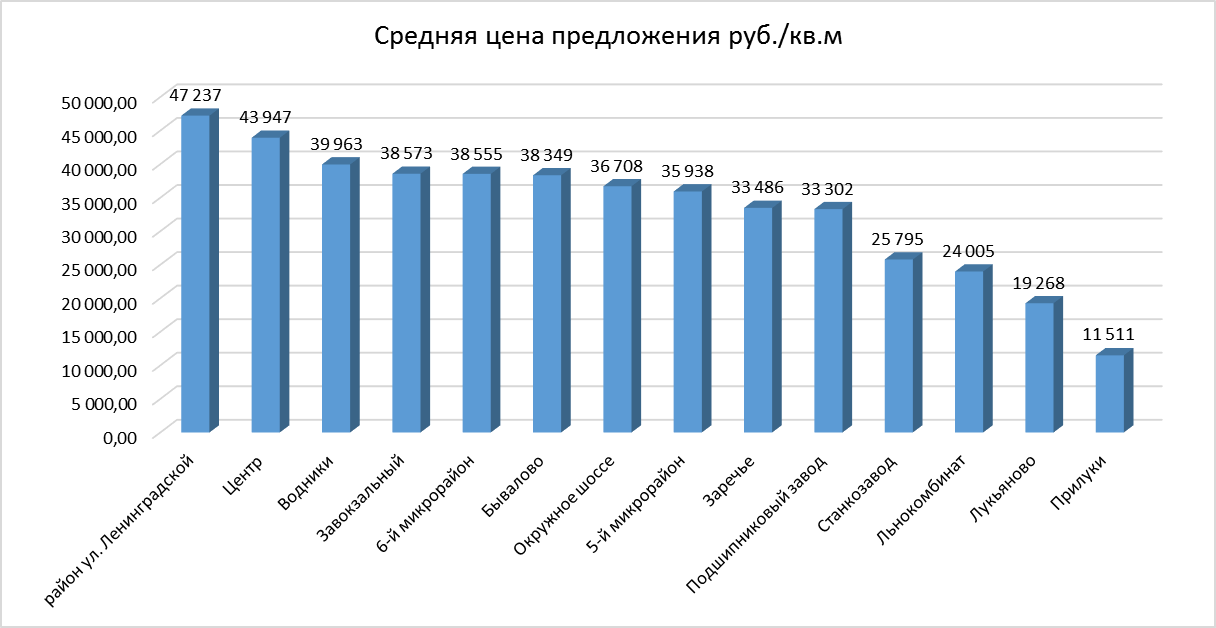 Средняя цена предложения руб./кв.м
50 000,00
45 000,00
40 000,00
35 000,00
30 000,00
25 000,00
20 000,00
15 000,00
10 000,00
5 000,00
0,00
47 237
43 947
39 963
38 573
38 555
38 349
36 708
35 938
33 486
33 302
25 795
24 005
19 268
11 511
район ул. Ленинградской
Центр
Водники
Завокзальный
6-й микрорайон
Бывалово
Окружное шоссе
5-й микрорайон
Заречье
Подшипниковый завод
Станкозавод
Льнокомбинат
Лукьяново
Прилуки